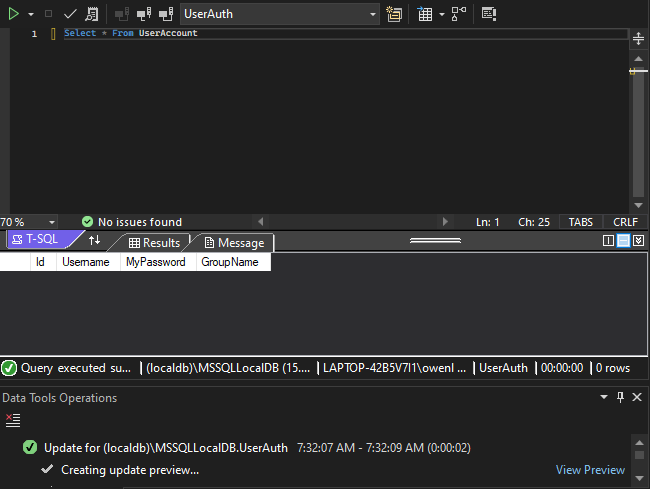 UserAuth
1 Select * From UserAccount
70 % No issues found Ln: 1 Ch: 25 TABS CRLF
T-SQL Results Message
Id Username MyPassword GroupName
Query executed su... (localdb)\MSSQLLocalDB (15.... LAPTOP-42B5V7I1\owenl ... UserAuth 00:00:00 0 rows
Data Tools Operations
Update for (localdb)\MSSQLLocalDB.UserAuth 7:32:07 AM - 7:32:09 AM (0:00:02)
Creating update preview... View Preview